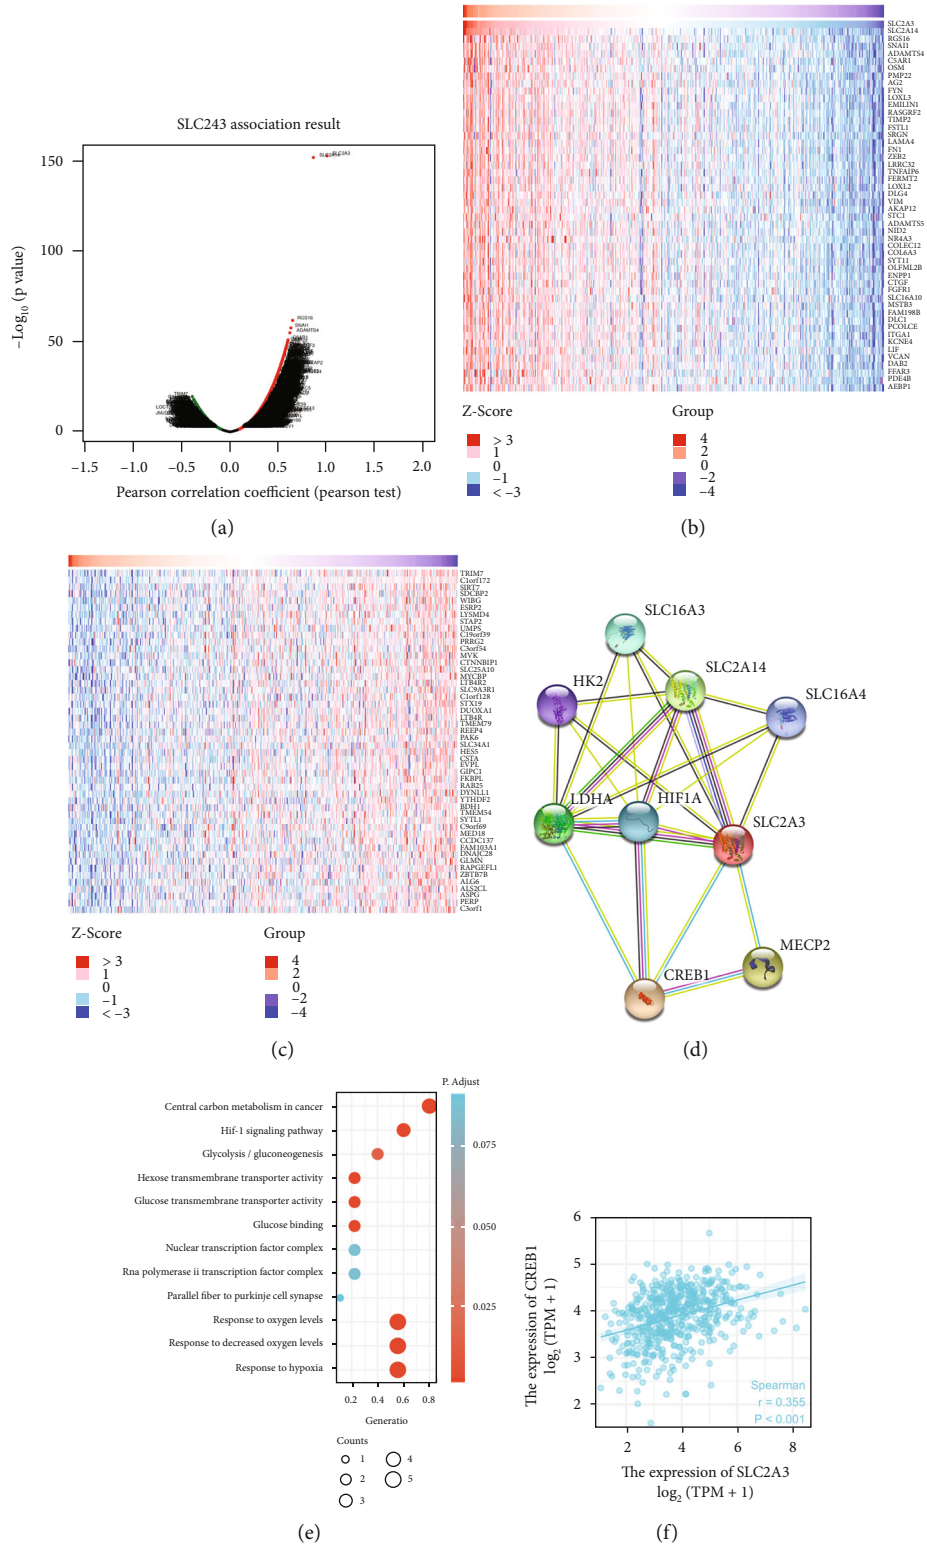 SLC243 association result
SLC2A3
RGS16
SNAI1
ADAMTS4
TRIM7
150
100
50
0
−Log10 (p value)
−1.5 −1.0 −0.5 0.0 0.5 1.0 1.5 2.0
Pearson correlation coefficient (pearson test)
(a)
SLC2A3
SLC2A14
RGS16
SNAI1
ADAMTS4
C5AR1
OSM
PMP22
AG2
FYN
LOXL3
EMILIN1
RASGRF2
TIMP2
FSTL1
SRGN
LAMA4
FN1
ZEB2
LRRC32
TNFAIP6
FERMT2
LOXL2
DLG4
VIM
AKAP12
STC1
ADAMTS5
NID2
NR4A3
COLEC12
COL6A3
SYT11
OLFML2B
ENPP1
CTGF
FGFR1
SLC16A10
MSTB3
FAM198B
DLC1
PCOLCE
ITGA1
KCNE4
LIF
VCAN
DAB2
FFAR3
PDE4B
AEBP1
Z-Score
> 3
1
0
−1
< −3
Group
4
2
0
−2
−4
(b)
TRIM7
C1orf172
SIRT7
SDCBP2
WIBG
ESRP2
LYSMD4
STAP2
UMPS
C19orf39
PRRG2
C3orf54
MVK
CTNNBIP1
SLC25A10
MYCBP
LTB4R2
SLC9A3R1
C1orf128
STX19
DUOXA1
LTB4R
TMEM79
REEP4
PAK6
SLC34A1
HES5
CSTA
EVPL
GIPC1
FKBPL
RAB25
DYNLL1
YTHDF2
BDH1
TMEM54
SYTL1
C9orf69
MED18
CCDC137
FAM103A1
DNAJC28
GLMN
RAPGEFL1
ZBTB7B
ALG6
ALS2CL
ASPG
PERP
C3orf1
Z-Score
> 3
1
0
−1
< −3
Group
4
2
0
−2
−4
(c)
SLC16A3
SLC2A14
HK2
SLC16A4
LDHA
HIF1A
SLC2A3
MECP2
CREB1
(d)
P. Adjust
0.075
0.050
0.025
Central carbon metabolism in cancer
Hif-1 signaling pathway
Glycolysis / gluconeogenesis
Hexose transmembrane transporter activity
Glucose transmembrane transporter activity
Glucose binding
Nuclear transcription factor complex
Rna polymerase ii transcription factor complex
Parallel fiber to purkinje cell synapse
Response to oxygen levels
Response to decreased oxygen levels
Response to hypoxia
0.2 0.4 0.6 0.8
Generatio
Counts
1 4
2 5
3
(e)
The expression of CREB1
log2 (TPM + 1)
6
5
4
3
2
Spearman
r = 0.355
P < 0.001
2 4 6 8
The expression of SLC2A3
log2 (TPM + 1)
(f)